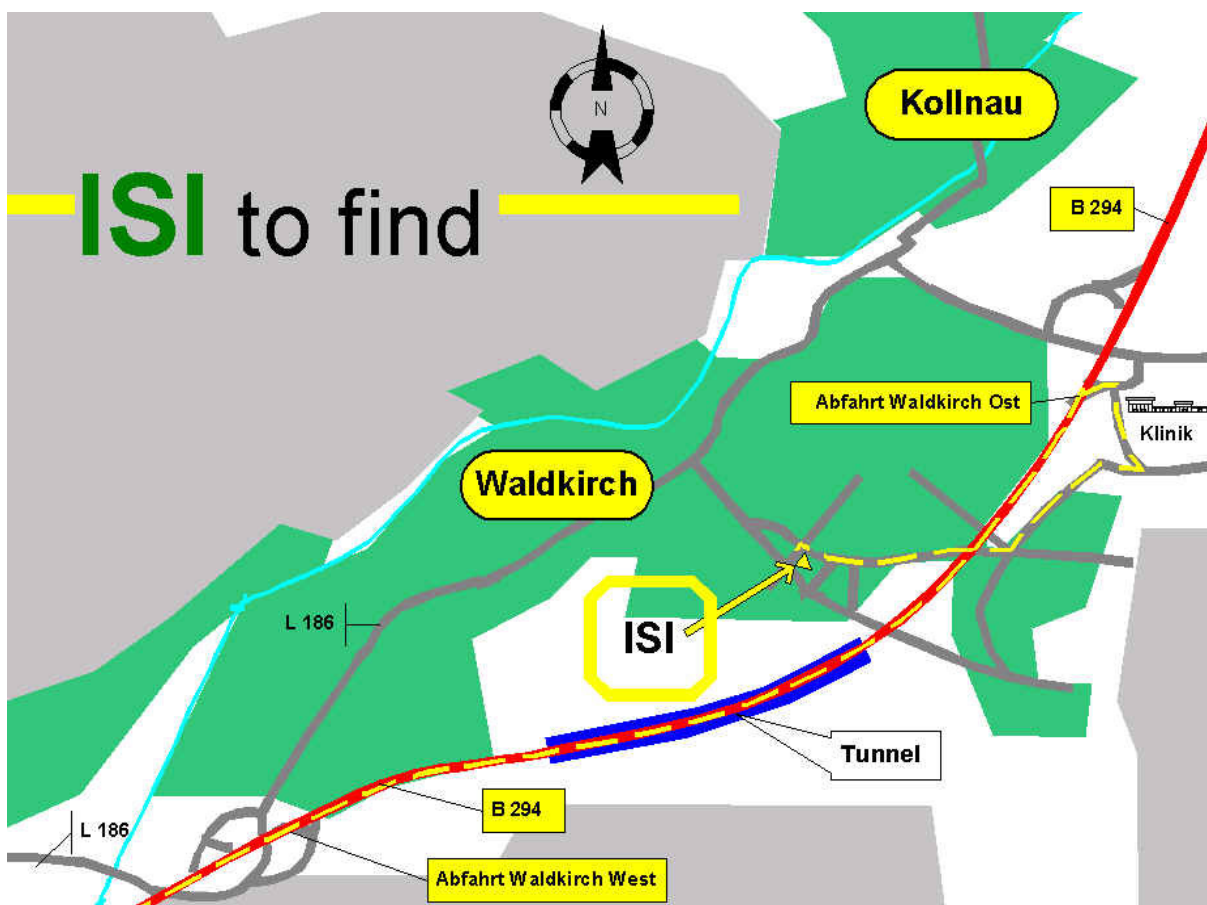 Kollnau
N
ISI to find
B 294
Abfahrt Waldkirch Ost
Klinik
Waldkirch
L 186
ISI
Tunnel
B 294
L 186
Abfahrt Waldkirch West